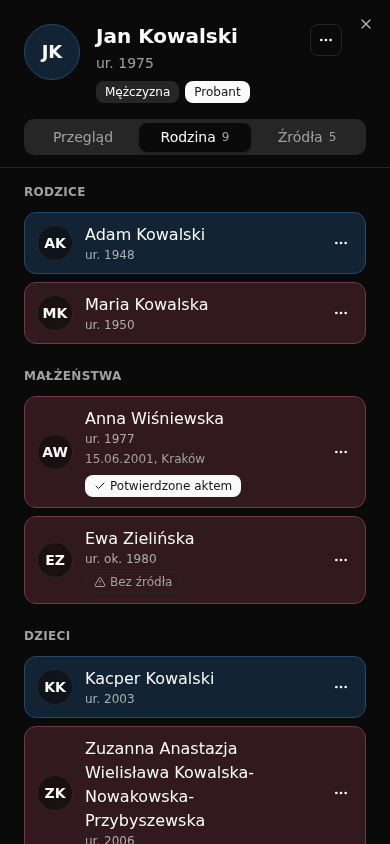 JK
Jan Kowalski
ur. 1975
Mężczyzna Probant
Przegląd Rodzina 9 Źródła 5
RODZICE
AK
Adam Kowalski
ur. 1948
MK
Maria Kowalska
ur. 1950
MAŁŻEŃSTWA
AW
Anna Wiśniewska
ur. 1977
15.06.2001, Kraków
Potwierdzone aktem
EZ
Ewa Zielińska
ur. ok. 1980
Bez źródła
DZIECI
KK
Kacper Kowalski
ur. 2003
ZK
Zuzanna Anastazja
Wielisława Kowalska-
Nowakowska-
Przybyszewska
ur. 2006